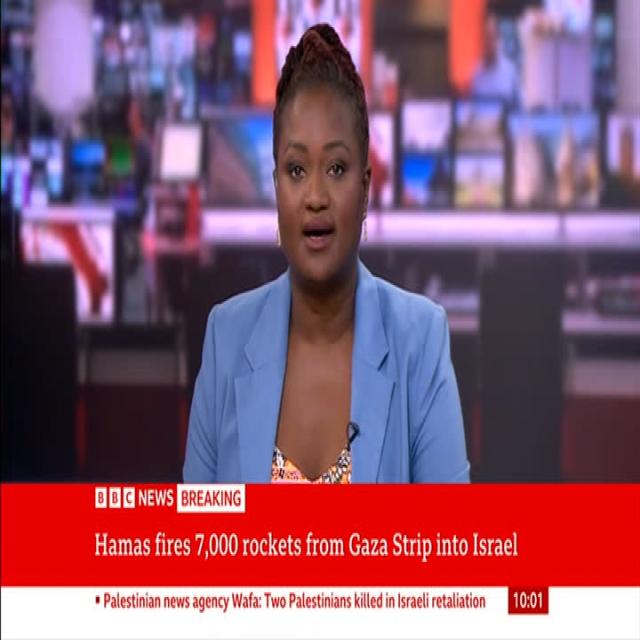 BBC NEWS BREAKING
Hamas fires 7,000 rockets from Gaza Strip into Israel
▪ Palestinian news agency Wafa: Two Palestinians killed in Israeli retaliation 10:01